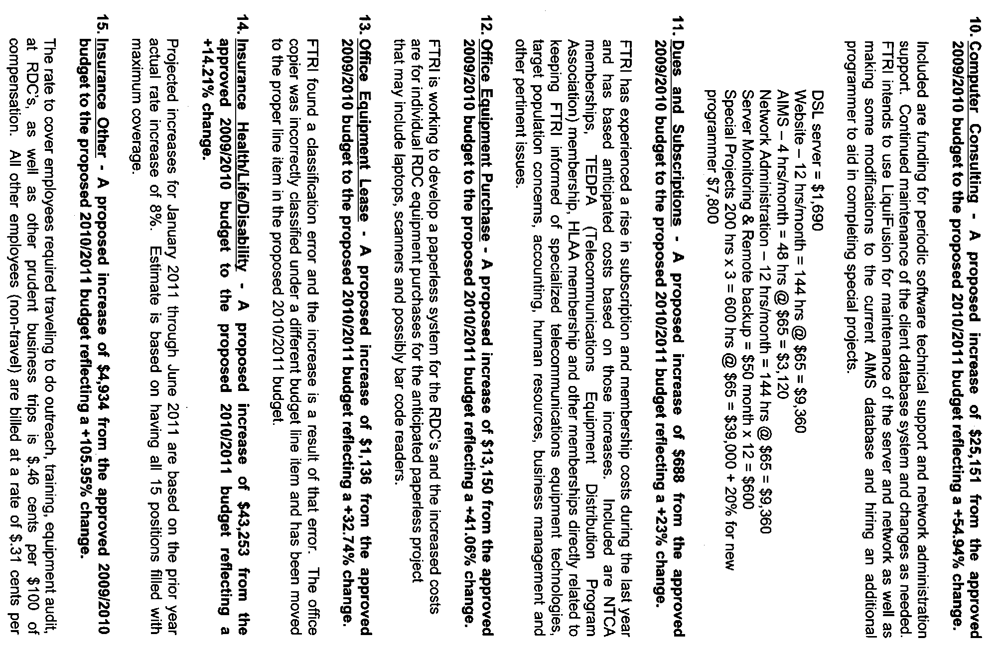 10. Computer Consulting - A proposed increase of $25,151 from the approved
2009/2010 budget to the proposed 2010/2011 budget reflecting a +54.94% change.
Included are funding for periodic software technical support and network administration
support. Continued maintenance of the client database system and changes as needed.
FTRI intends to use LiquiFusion for maintenance of the server and network as well as
making some modifications to the current AIMS database and hiring an additional
programmer to aid in completing special projects.
DSL server = $1,690
Website – 12 hrs/month = 144 hrs @ $65 = $9,360
AIMS – 4 hrs/month = 48 hrs @ $65 = $3,120
Network Administration – 12 hrs/month = 144 hrs @ $65 = $9,360
Server Monitoring & Remote backup = $50 month x 12 = $600
Special Projects 200 hrs x 3 = 600 hrs @ $65 = $39,000 + 20% for new
programmer $7,800
11. Dues and Subscriptions - A proposed increase of $688 from the approved
2009/2010 budget to the proposed 2010/2011 budget reflecting a +23% change.
FTRI has experienced a rise in subscription and membership costs during the last year
and has based anticipated costs based on those increases. Included are NTCA
memberships, TEDPA (Telecommunications Equipment Distribution Program
Association) membership, HLAA membership and other memberships directly related to
keeping FTRI informed of specialized telecommunications equipment technologies,
target population concerns, accounting, human resources, business management and
other pertinent issues.
12. Office Equipment Purchase - A proposed increase of $13,150 from the approved
2009/2010 budget to the proposed 2010/2011 budget reflecting a +41.06% change.
FTRI is working to develop a paperless system for the RDC's and the increased costs
are for individual RDC equipment purchases for the anticipated paperless project
that may include laptops, scanners and possibly bar code readers.
13. Office Equipment Lease - A proposed increase of $1,136 from the approved
2009/2010 budget to the proposed 2010/2011 budget reflecting a +32.74% change.
FTRI found a classification error and the increase is a result of that error. The office
copier was incorrectly classified under a different budget line item and has been moved
to the proper line item in the proposed 2010/2011 budget.
14. Insurance Health/Life/Disability - A proposed increase of $43,253 from the
approved 2009/2010 budget to the proposed 2010/2011 budget reflecting a
+14.21% change.
Projected increases for January 2011 through June 2011 are based on the prior year
actual rate increase of 8%. Estimate is based on having all 15 positions filled with
maximum coverage.
15. Insurance Other - A proposed increase of $4,934 from the approved 2009/2010
budget to the proposed 2010/2011 budget reflecting a +105.95% change.
The rate to cover employees required traveling to do outreach, training, equipment audit,
at RDC's, as well as other prudent business trips is $.46 cents per $100 of
compensation. All other employees (non-travel) are billed at a rate of $.31 cents per